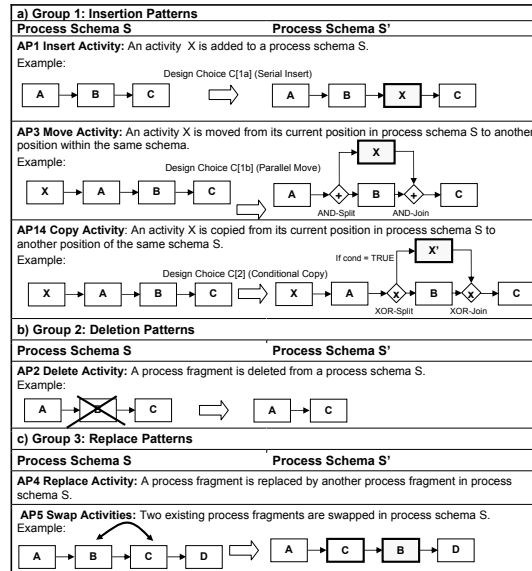 a) Group 1: Insertion Patterns
Process Schema S Process Schema S’
AP1 Insert Activity: An activity X is added to a process schema S.
Example:
Design Choice C[1a] (Serial Insert)
A B C A B X C
AP3 Move Activity: An activity X is moved from its current position in process schema S to another
position within the same schema.
Example:
X
Design Choice C[1b] (Parallel Move)
X A B C A + B + C
AND-Split AND-Join
AP14 Copy Activity: An activity X is copied from its current position in process schema S to
another position of the same schema S.
Example:
X’
If cond = TRUE
Design Choice C[2] (Conditional Copy)
X A B C X A x B x C
XOR-Split XOR-Join
b) Group 2: Deletion Patterns
Process Schema S Process Schema S’
AP2 Delete Activity: A process fragment is deleted from a process schema S.
Example:
A B C A C
c) Group 3: Replace Patterns
Process Schema S Process Schema S’
AP4 Replace Activity: A process fragment is replaced by another process fragment in process
schema S.
AP5 Swap Activities: Two existing process fragments are swapped in process schema S.
Example:
A B C D A C B D